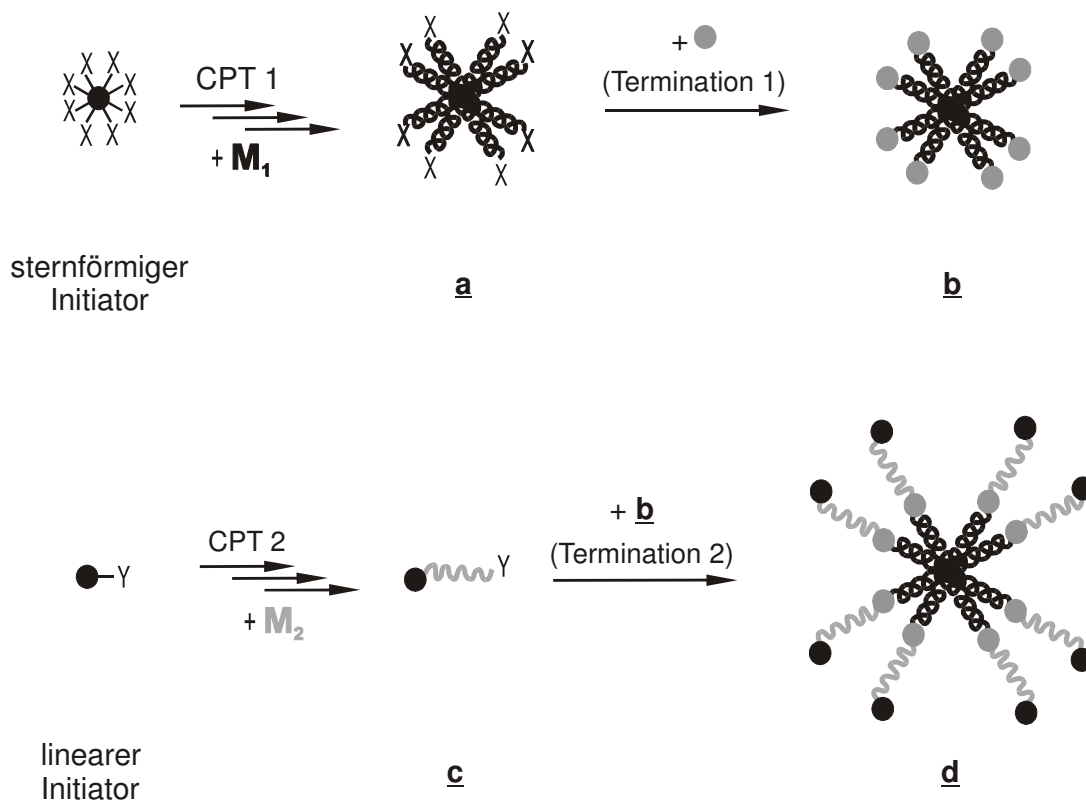 X X
X X
X X
X X
CPT 1
+ M₁
X X
X X
X X
X X
+
(Termination 1)
sternförmiger
Initiator
a
b
Y
CPT 2
+ M₂
Y
+ b
(Termination 2)
linearer
Initiator
c
d